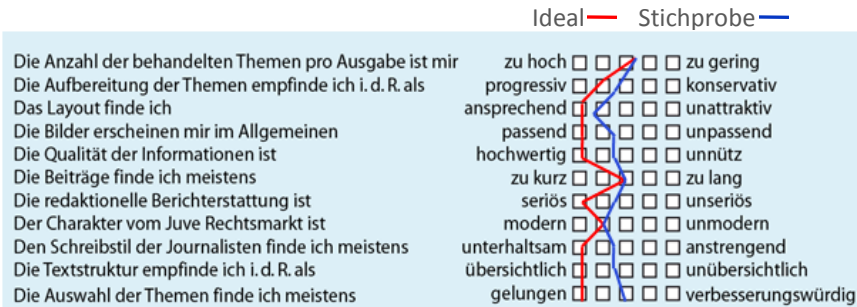 Ideal Stichprobe
Die Anzahl der behandelten Themen pro Ausgabe ist mir zu hoch zu gering
Die Aufbereitung der Themen empfinde ich i. d. R. als progressiv konservativ
Das Layout finde ich ansprechend unattraktiv
Die Bilder erscheinen mir im Allgemeinen passend unpassend
Die Qualität der Informationen ist hochwertig unnütz
Die Beiträge finde ich meistens zu kurz zu lang
Die redaktionelle Berichterstattung ist seriös unseriös
Der Charakter vom Juve Rechtsmarkt ist modern unmodern
Den Schreibstil der Journalisten finde ich meistens unterhaltsam anstrengend
Die Textstruktur empfinde ich i. d. R. als übersichtlich unübersichtlich
Die Auswahl der Themen finde ich meistens gelungen verbesserungswürdig